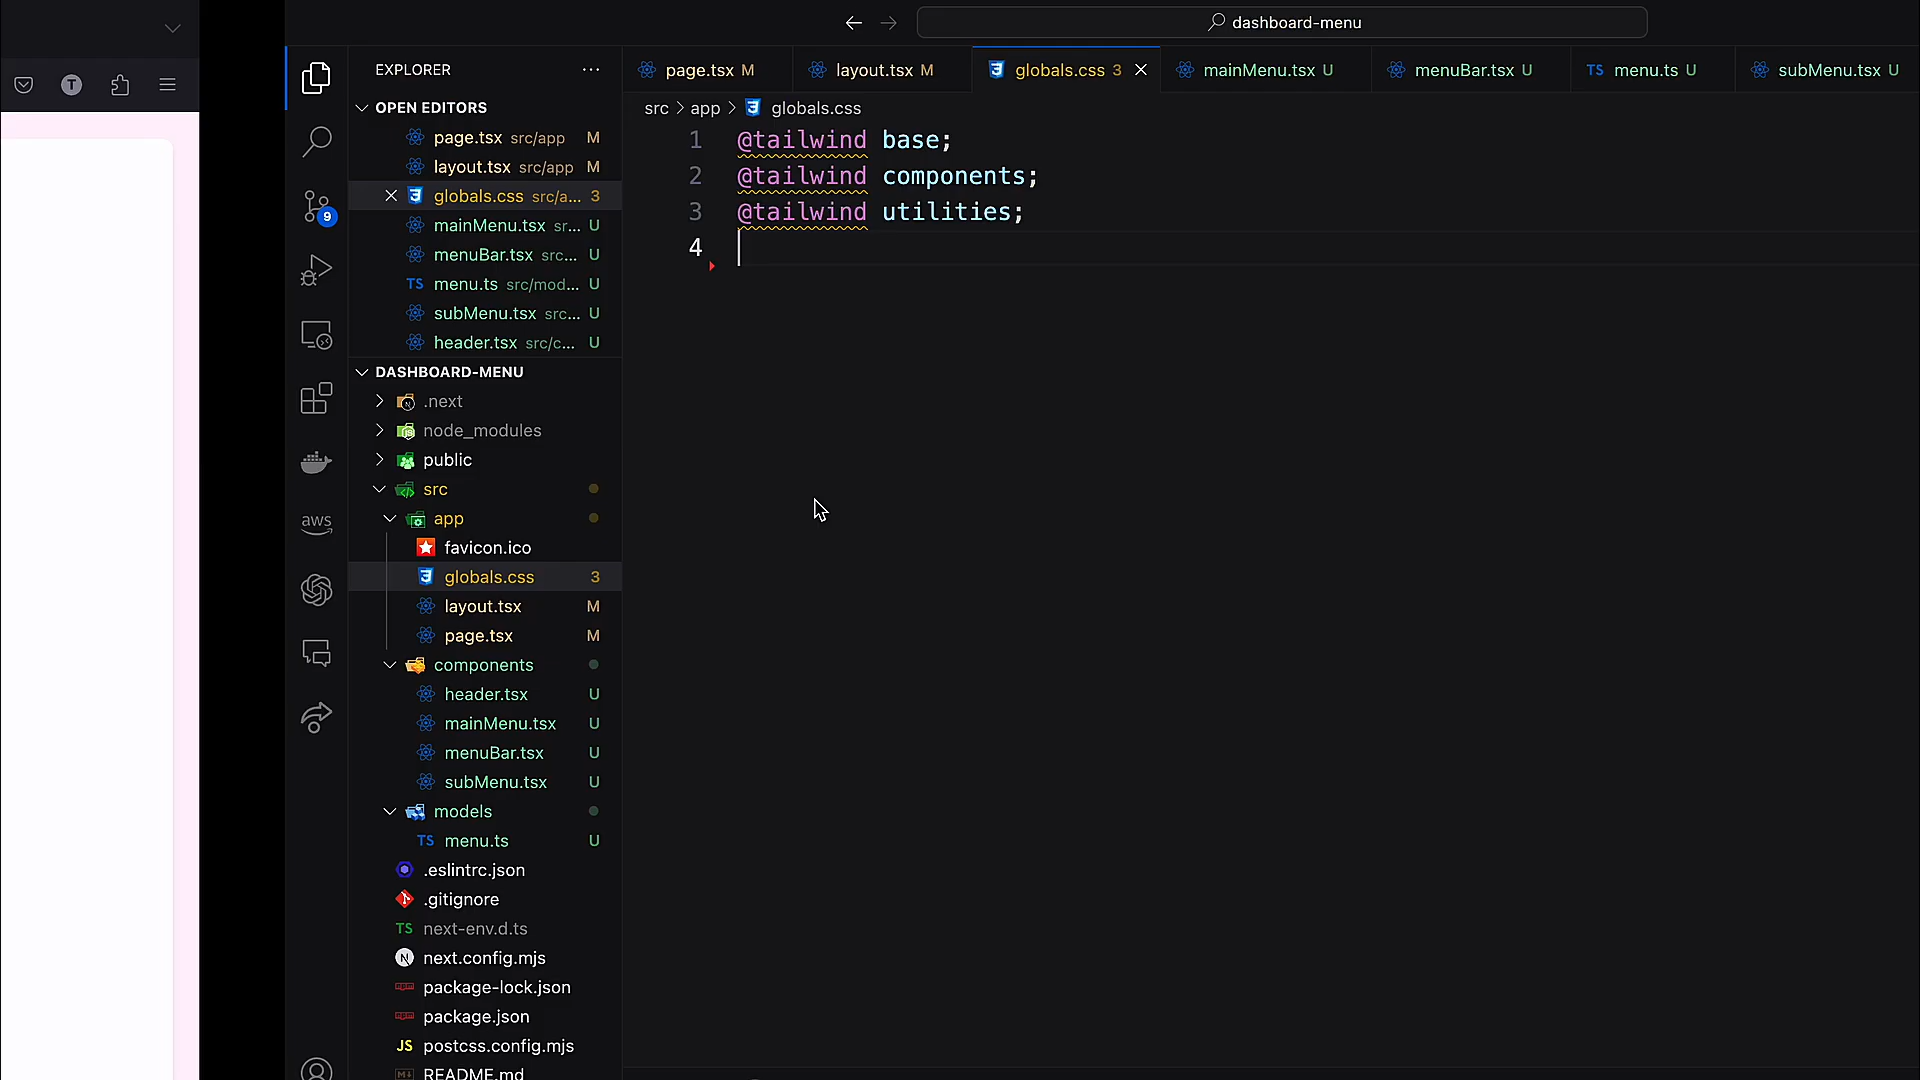 dashboard-menu
T
EXPLORER
page.tsx M
layout.tsx M
globals.css 3
mainMenu.tsx U
menuBar.tsx U
TS menu.ts U
subMenu.tsx U
OPEN EDITORS
src > app > globals.css
page.tsx src/app M
layout.tsx src/app M
globals.css src/a... 3
mainMenu.tsx sr... U
menuBar.tsx src... U
TS menu.ts src/mod... U
subMenu.tsx src... U
header.tsx src/c... U
1 @tailwind base;
2 @tailwind components;
3 @tailwind utilities;
4
9
DASHBOARD-MENU
.next
node_modules
public
src
app
favicon.ico
globals.css 3
layout.tsx M
page.tsx M
components
header.tsx U
mainMenu.tsx U
menuBar.tsx U
subMenu.tsx U
models
TS menu.ts U
.eslintrc.json
.gitignore
TS next-env.d.ts
N next.config.mjs
package-lock.json
package.json
JS postcss.config.mjs
README.md
aws